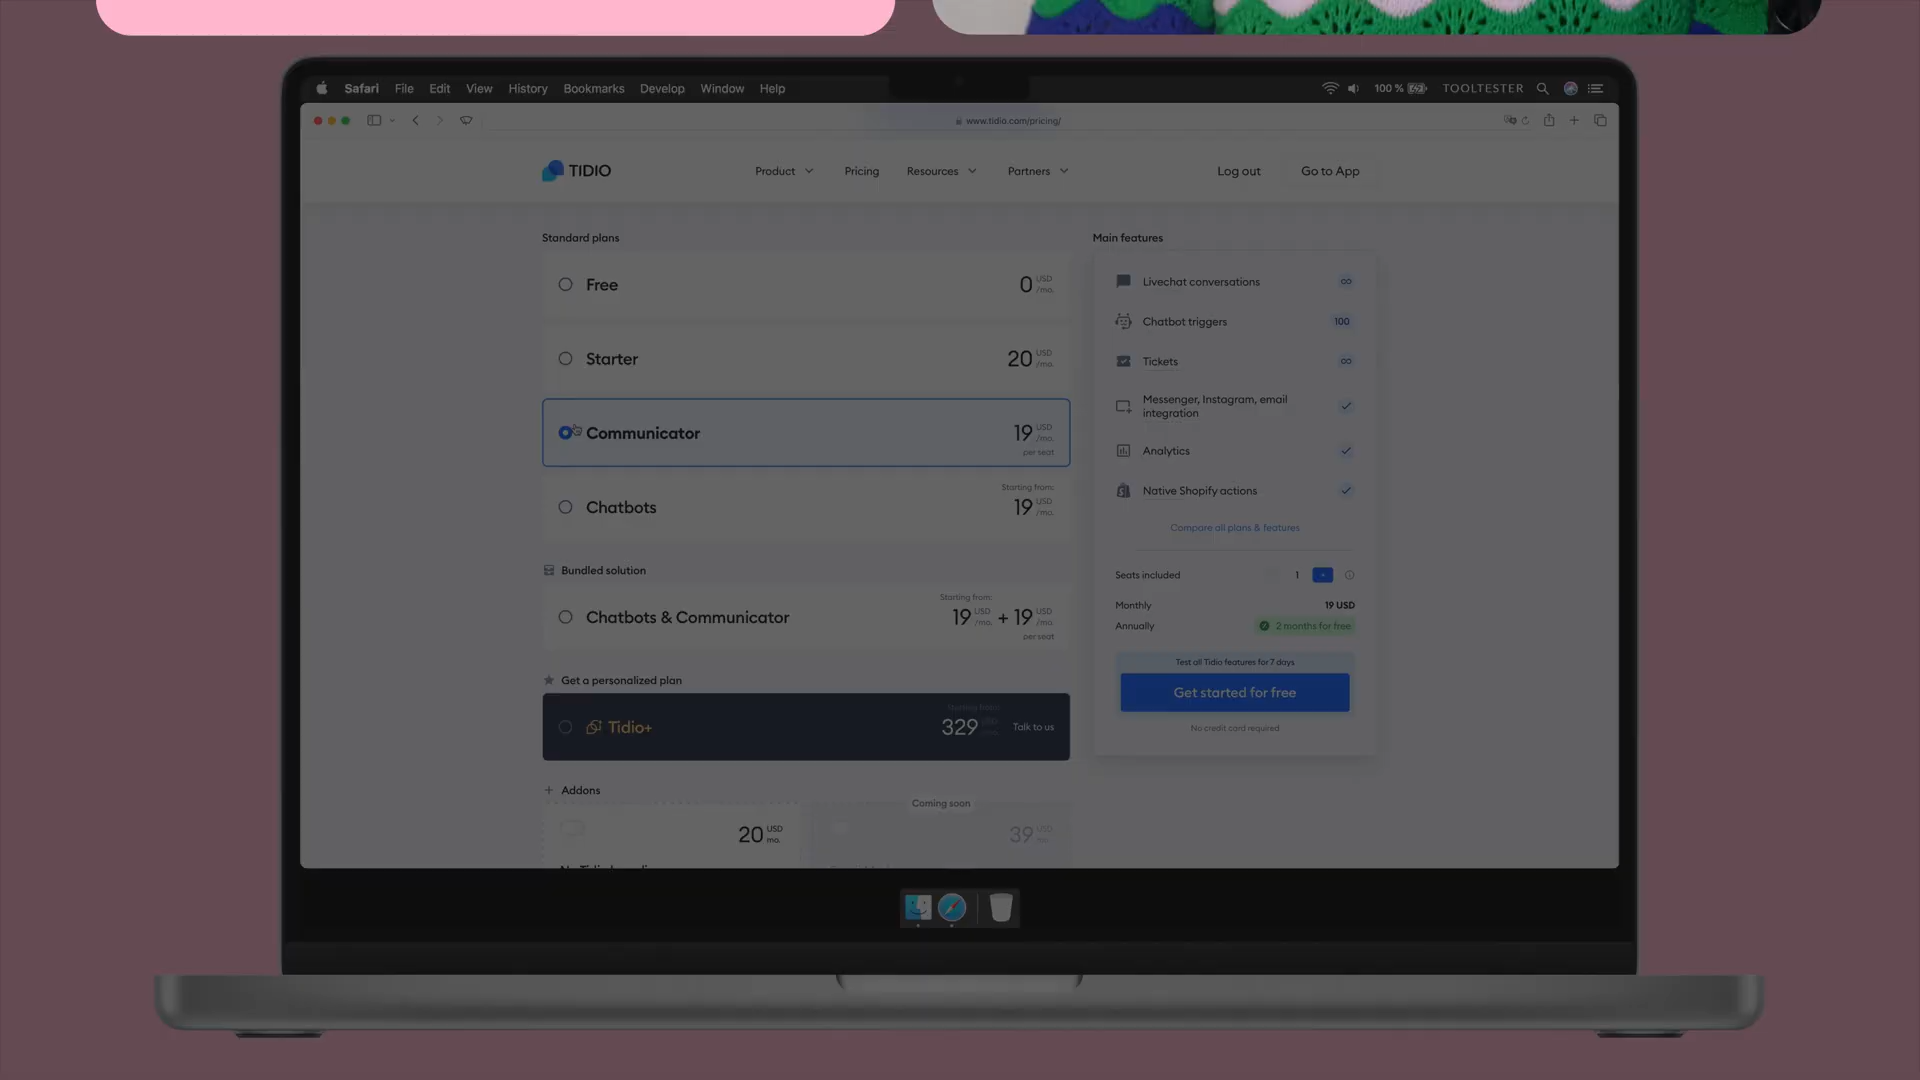 Safari File Edit View History Bookmarks Develop Window Help 100 % TOOLTESTER
www.tidio.com/pricing/
TIDIO Product Pricing Resources Partners Log out Go to App
Standard plans
Free 0 USD /mo.
Starter 20 USD /mo.
Communicator 19 USD /mo.
per seat
Starting from:
Chatbots 19 USD /mo.
Bundled solution
Starting from:
Chatbots & Communicator 19 USD /mo. + 19 USD /mo.
per seat
Get a personalized plan
Starting from:
Tidio+ 329 USD /mo. Talk to us
Addons
20 USD mo.
Coming soon
39 USD mo.
Main features
Livechat conversations ∞
Chatbot triggers 100
Tickets ∞
Messenger, Instagram, email
integration
Analytics
Native Shopify actions
Compare all plans & features
Seats included 1 +
Monthly 19 USD
Annually 2 months for free
Test all Tidio features for 7 days
Get started for free
No credit card required